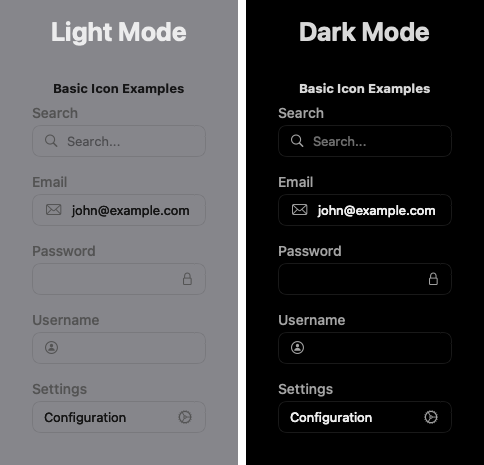 Light Mode
Basic Icon Examples
Search
Search...
Email
john@example.com
Password
Username
Settings
Configuration
Dark Mode
Basic Icon Examples
Search
Search...
Email
john@example.com
Password
Username
Settings
Configuration